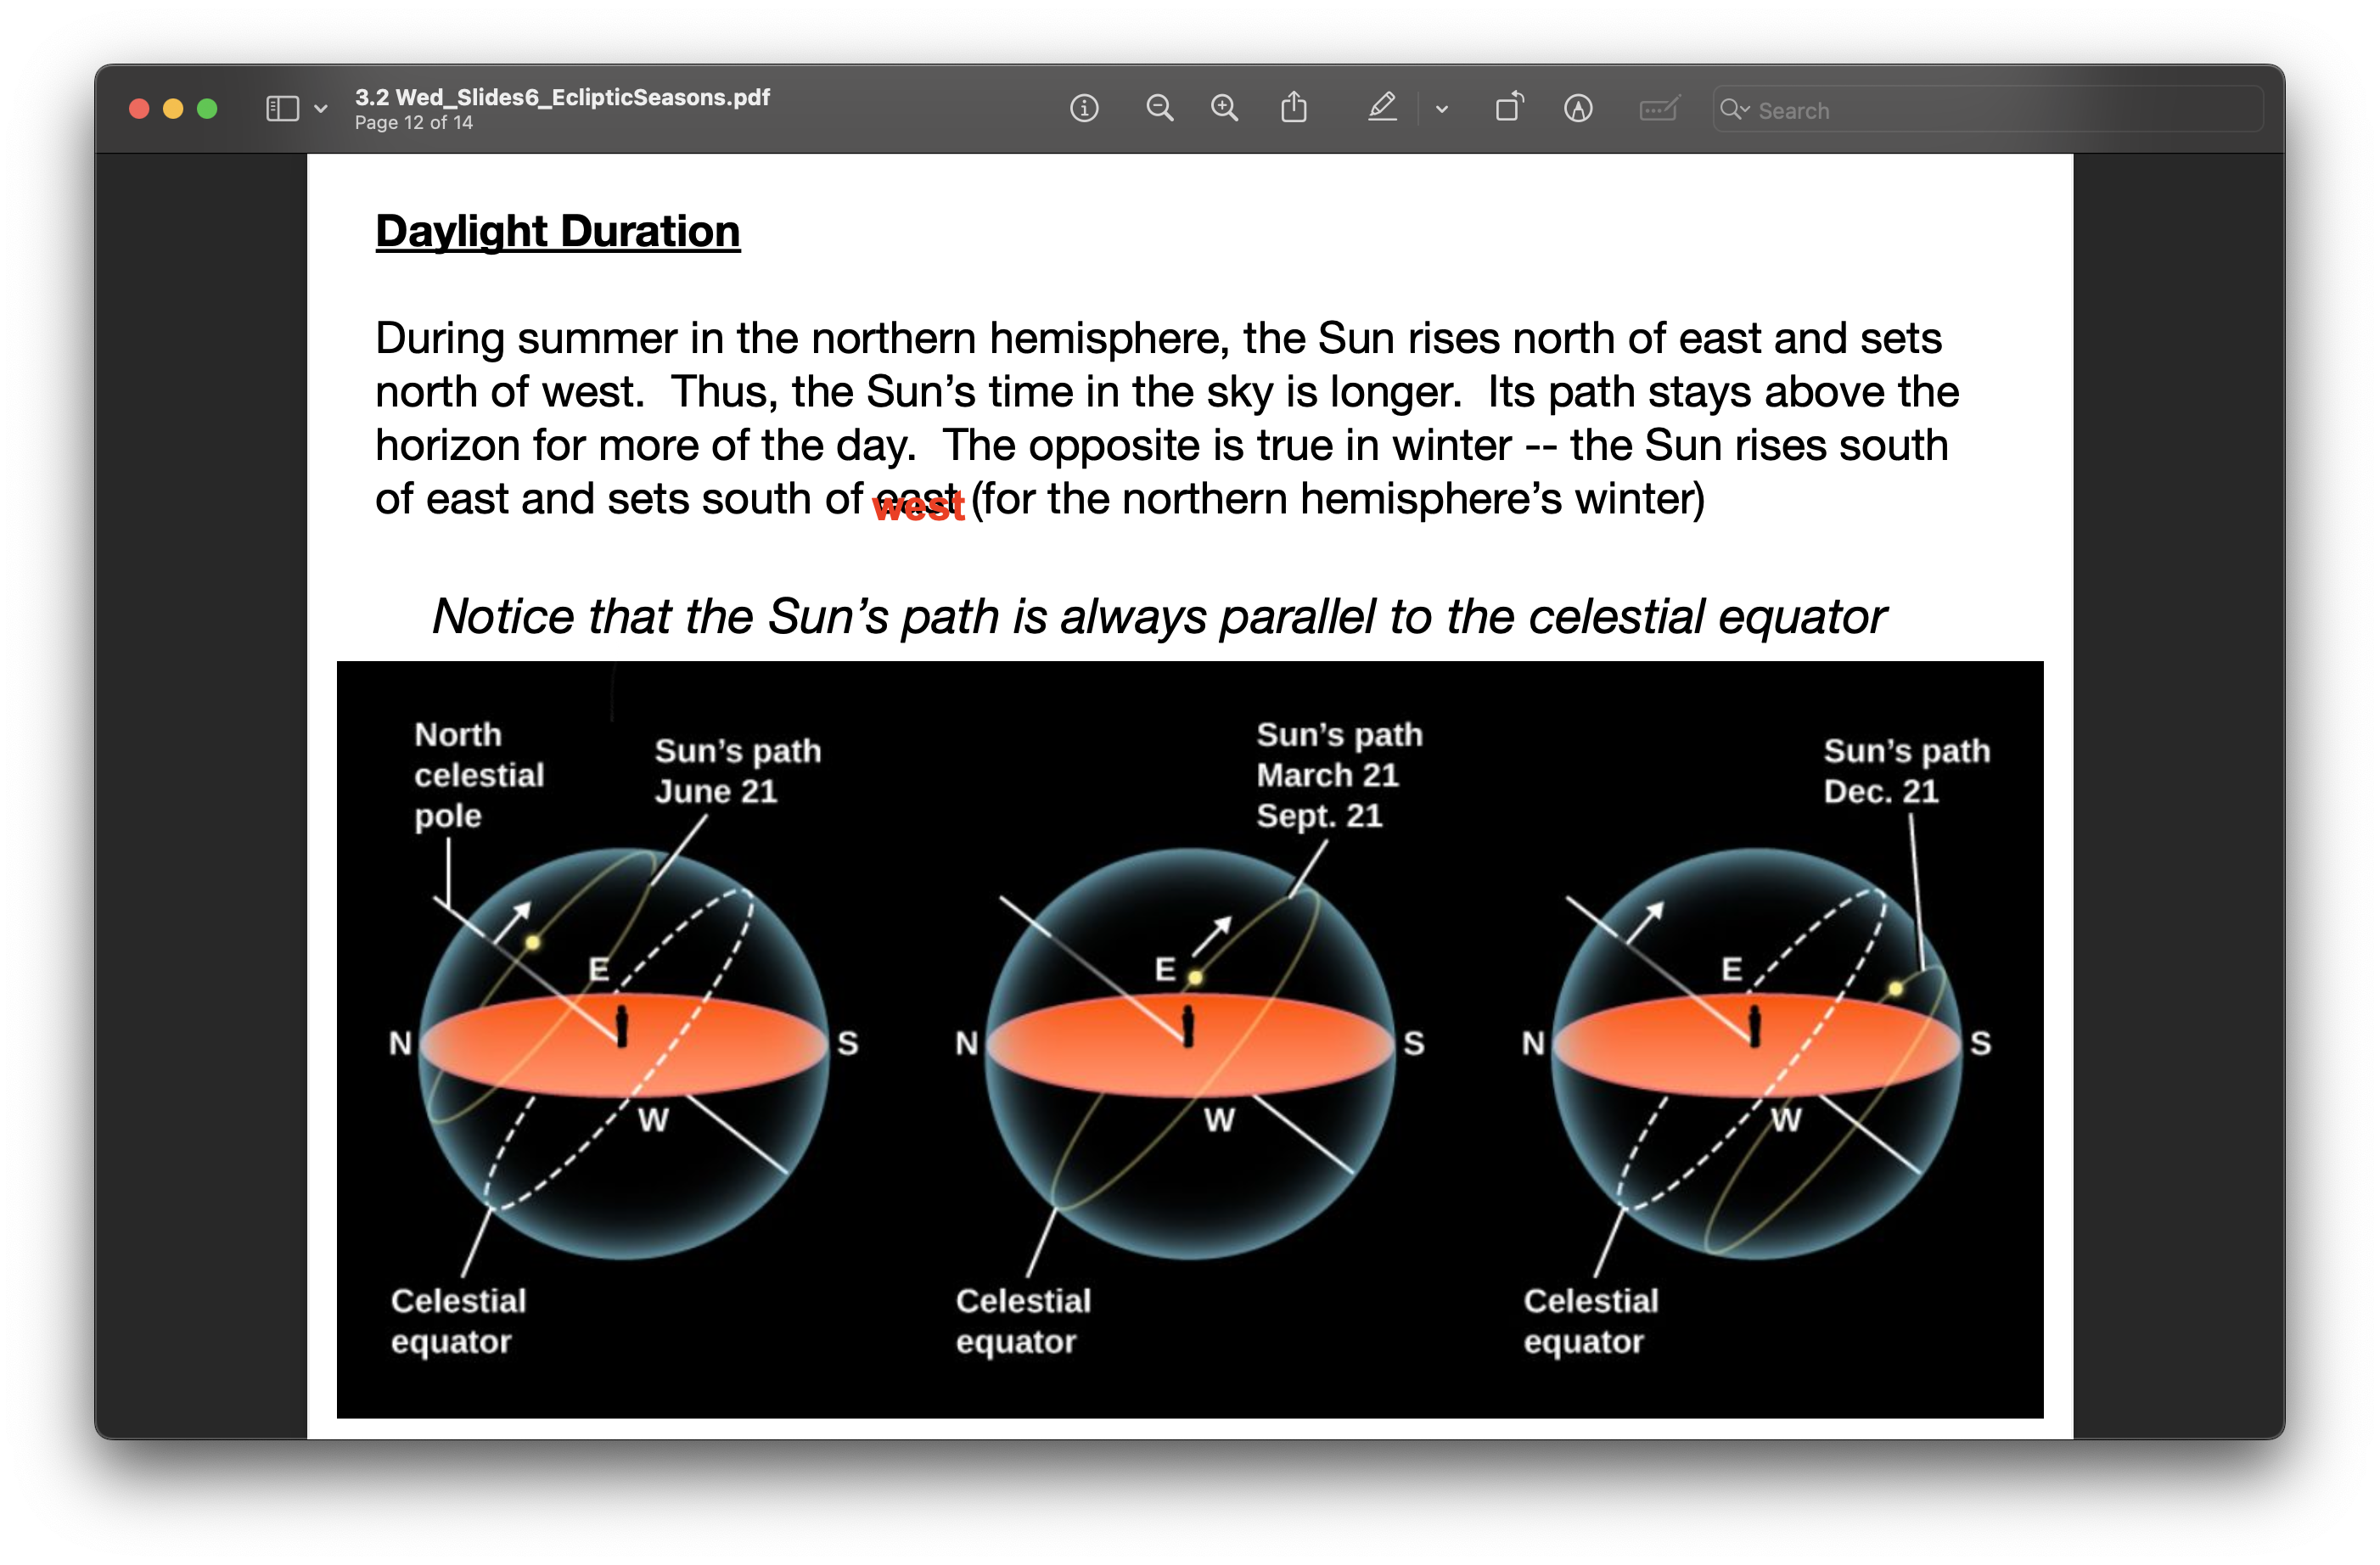 3.2 Wed_Slides6_EclipticSeasons.pdf
Page 12 of 14
Search
Daylight Duration
During summer in the northern hemisphere, the Sun rises north of east and sets
north of west.  Thus, the Sun’s time in the sky is longer.  Its path stays above the
horizon for more of the day.  The opposite is true in winter -- the Sun rises south
of east and sets south of east west (for the northern hemisphere’s winter)
Notice that the Sun’s path is always parallel to the celestial equator
North
celestial
pole
Sun’s path
June 21
E
N
S
W
Celestial
equator
Sun’s path
March 21
Sept. 21
E
N
S
W
Celestial
equator
Sun’s path
Dec. 21
E
N
S
W
Celestial
equator